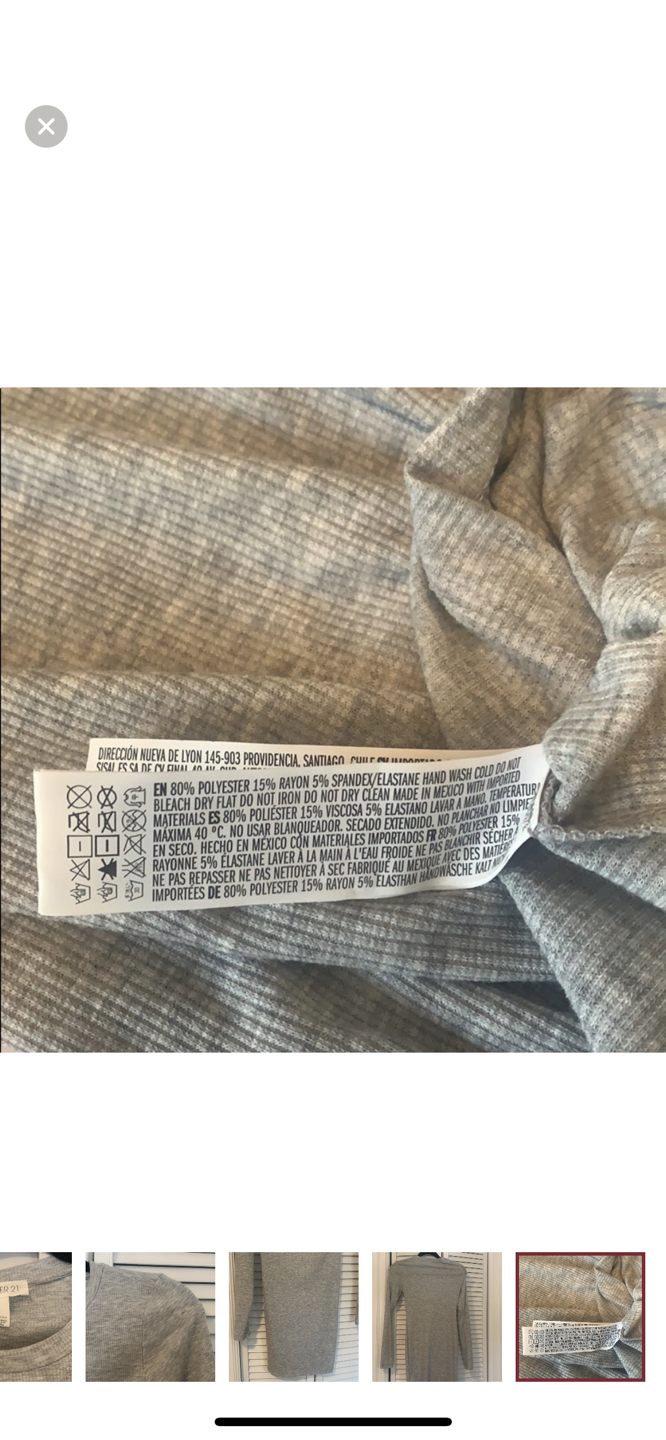 DIRECCIÓN NUEVA DE LYON 145-903 PROVIDENCIA, SANTIAGO, CHILE
EN 80% POLYESTER 15% RAYON 5% SPANDEX/ELASTANE HAND WASH COLD DO NOT
BLEACH DRY FLAT DO NOT IRON DO NOT DRY CLEAN MADE IN MEXICO WITH IMPORTED
MATERIALS ES 80% POLIÉSTER 15% VISCOSA 5% ELASTANO LAVAR A MANO. TEMPERATUR
MÁXIMA 40 °C. NO USAR BLANQUEADOR. SECADO EXTENDIDO. NO PLANCHAR NO LIMPIE
EN SECO. HECHO EN MÉXICO CON MATERIALES IMPORTADOS FR 80% POLYESTER 15%
RAYONNE 5% ÉLASTANE LAVER À LA MAIN À L'EAU FROIDE NE PAS BLANCHIR SÉCHER
NE PAS REPASSER NE PAS NETTOYER À SEC FABRIQUÉ AU MEXIQUE AVEC DES MATIÈ
IMPORTÉES DE 80% POLYESTER 15% RAYON 5% ELASTHAN HANDWÄSCHE KALT
ER 21